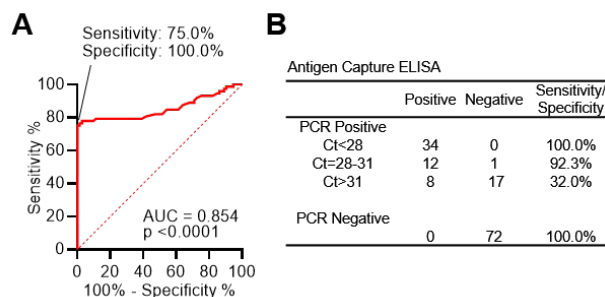 A
Sensitivity: 75.0%
Specificity: 100.0%
100
80
60
40
20
0
Sensitivity %
AUC = 0.854
p <0.0001
0 20 40 60 80 100
100% - Specificity %
B
Antigen Capture ELISA
Positive Negative Sensitivity/
Specificity
PCR Positive
Ct<28 34 0 100.0%
Ct=28-31 12 1 92.3%
Ct>31 8 17 32.0%
PCR Negative
0 72 100.0%